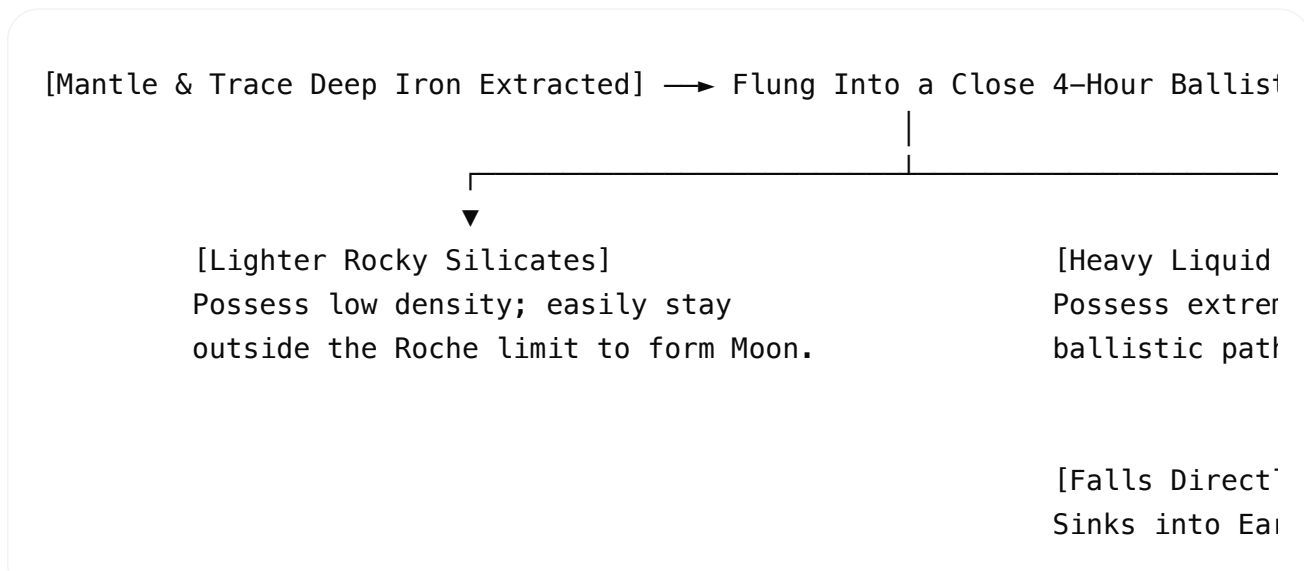 [Mantle & Trace Deep Iron Extracted] ──► Flung Into a Close 4-Hour
[Lighter Rocky Silicates]
Possess low density; easily stay
outside the Roche limit to form Moon.
[Heavy Liquid
Possess
ballistic
[Falls
Sinks into